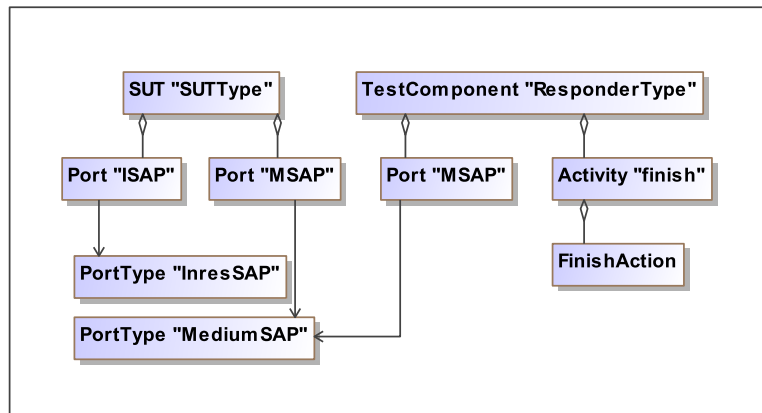 SUT "SUTType"
TestComponent "ResponderType"
Port "ISAP"
Port "MSAP"
Port "MSAP"
Activity "finish"
PortType "InresSAP"
FinishAction
PortType "MediumSAP"